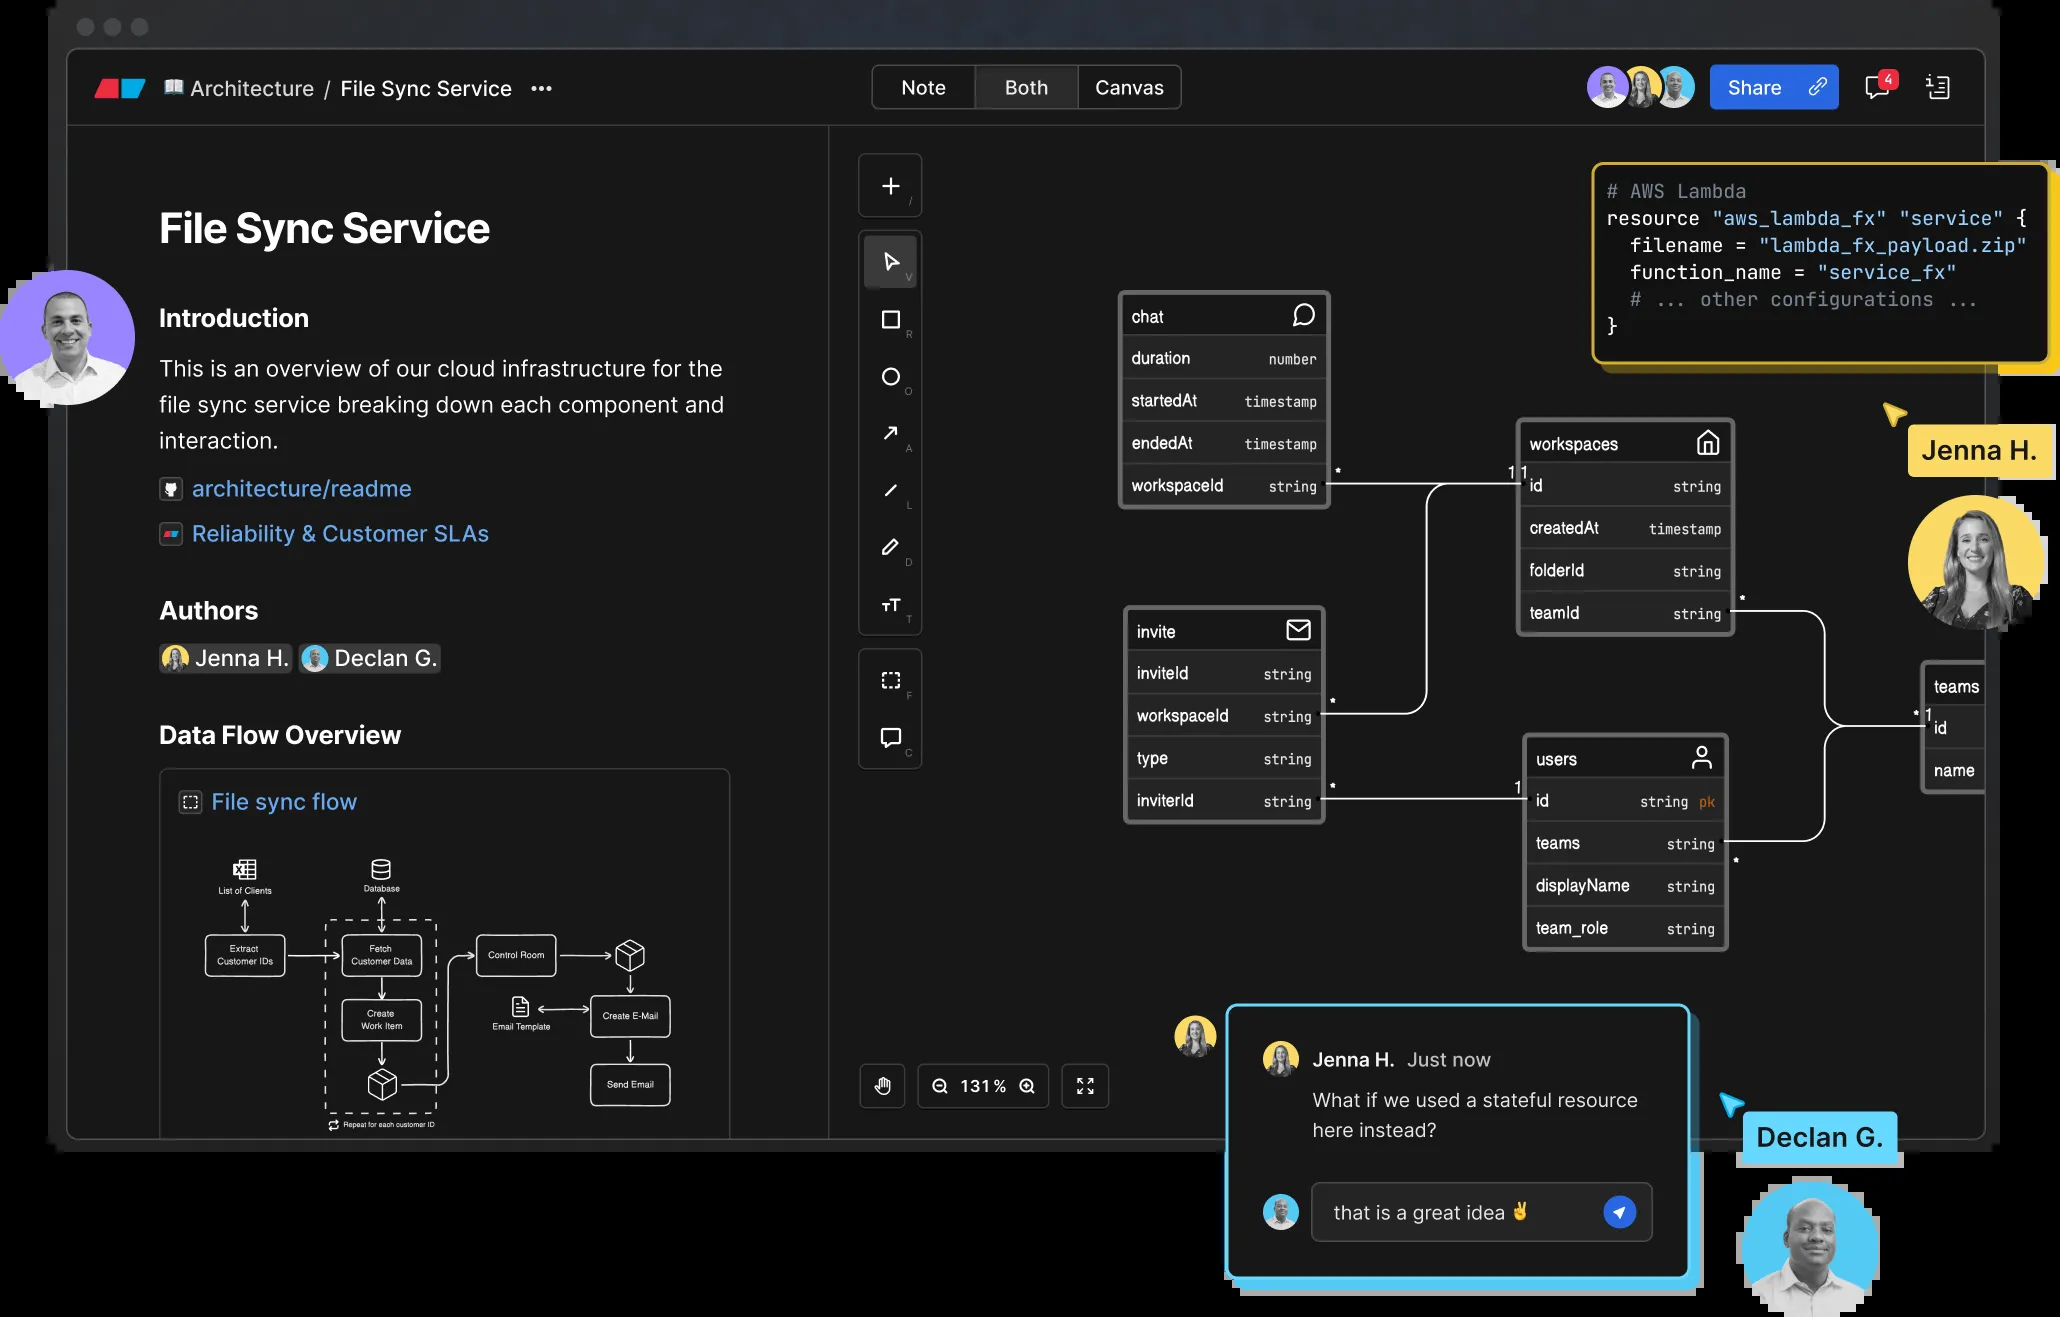 Architecture / File Sync Service •••
Note
Both
Canvas
Share
4
File Sync Service
Introduction
This is an overview of our cloud infrastructure for the
file sync service breaking down each component and
interaction.
architecture/readme
Reliability & Customer SLAs
Authors
Jenna H.
Declan G.
Data Flow Overview
File sync flow
List of Clients
Database
Extract
Customer IDs
Fetch
Customer Data
Control Room
Create
Work Item
Email Template
Create E-Mail
Send Email
Repeat for each customer ID
/
V
R
O
A
L
D
TT
T
F
C
131%
chat
duration number
startedAt timestamp
endedAt timestamp
workspaceId string
*
1 1
workspaces
id string
createdAt timestamp
folderId string
teamId string
*
invite
inviteId string
workspaceId string
*
type string
inviterId string
*
1
users
id string pk
teams string
*
displayName string
team_role string
teams
* 1
id
name
# AWS Lambda
resource "aws_lambda_fx" "service" {
filename = "lambda_fx_payload.zip"
function_name = "service_fx"
# ... other configurations ...
}
Jenna H.
Jenna H. Just now
What if we used a stateful resource
here instead?
that is a great idea ✌
Declan G.